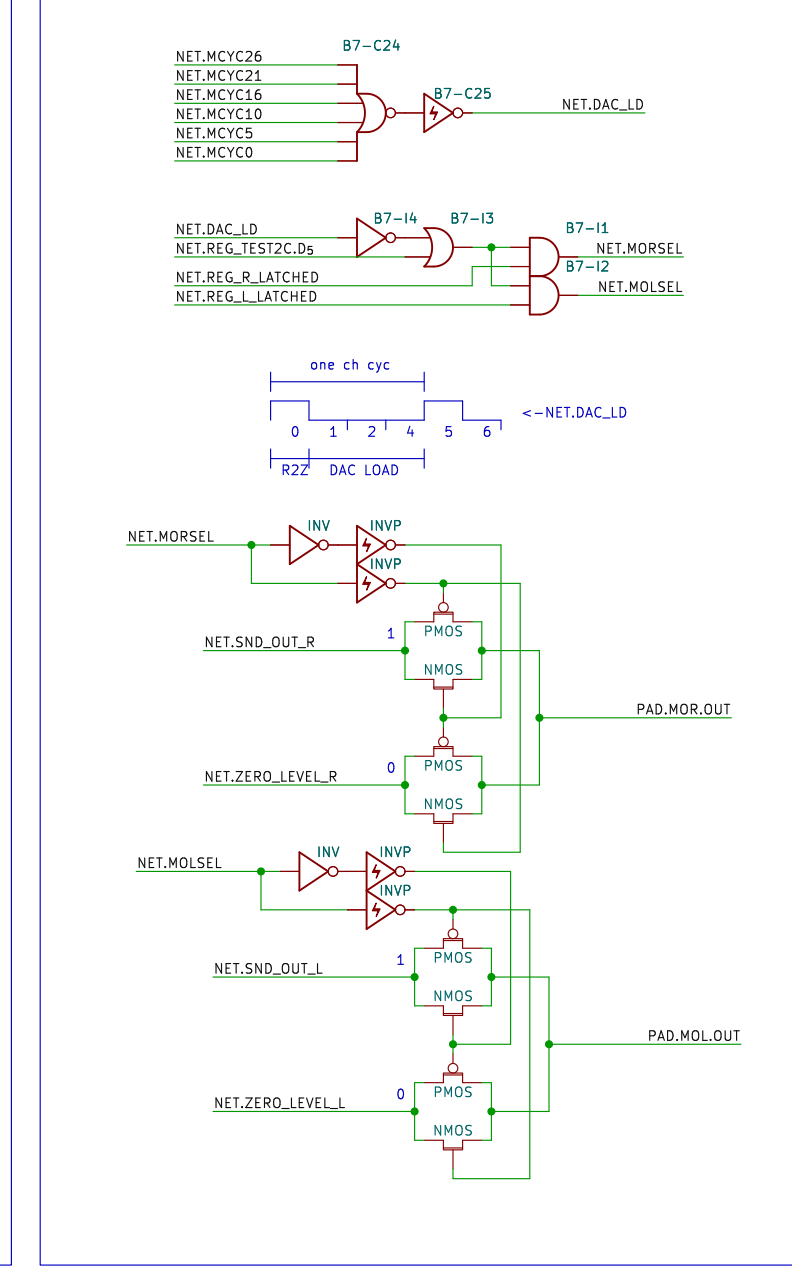 B7-C24
NET.MCYC26
NET.MCYC21
NET.MCYC16
NET.MCYC10
NET.MCYC5
NET.MCYC0
B7-C25
NET.DAC_LD
B7-I4
B7-I3
B7-I1
NET.DAC_LD
NET.REG_TEST2C.D5
NET.MORSEL
B7-I2
NET.REG_R_LATCHED
NET.REG_L_LATCHED
NET.MOLSEL
one ch cyc
<-NET.DAC_LD
0 1 2 4 5 6
R2Z DAC LOAD
INV
INVP
NET.MORSEL
INVP
1
PMOS
NET.SND_OUT_R
NMOS
PAD.MOR.OUT
0
PMOS
NET.ZERO_LEVEL_R
NMOS
INV
INVP
NET.MOLSEL
INVP
1
PMOS
NET.SND_OUT_L
NMOS
PAD.MOL.OUT
0
PMOS
NET.ZERO_LEVEL_L
NMOS